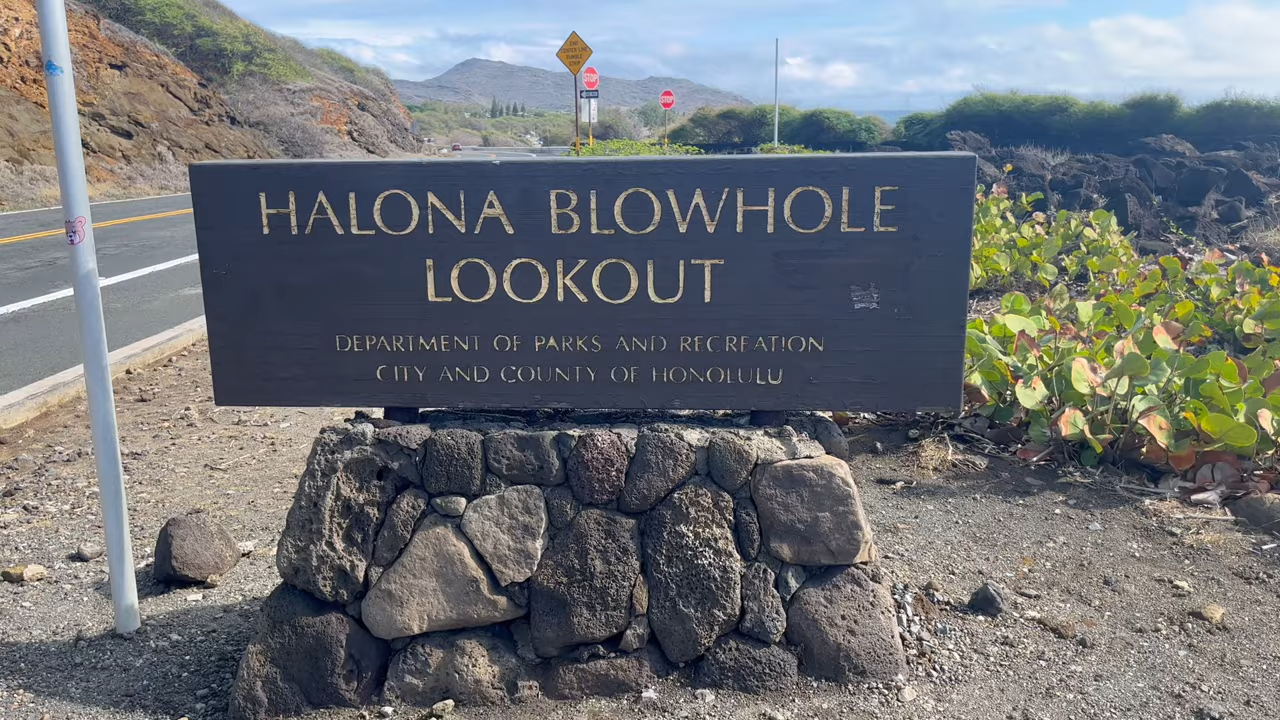 STOP
STOP
HALONA BLOWHOLE
LOOKOUT
DEPARTMENT OF PARKS AND RECREATION
CITY AND COUNTY OF HONOLULU